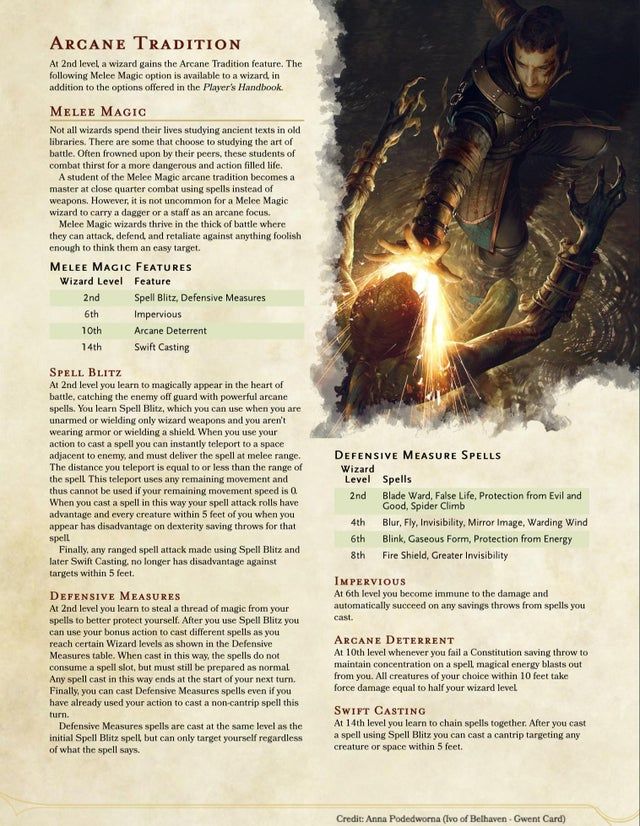 ARCANE TRADITION
At 2nd level, a wizard gains the Arcane Tradition feature. The
following Melee Magic option is available to a wizard, in
addition to the options offered in the Player's Handbook.
MELEE MAGIC
Not all wizards spend their lives studying ancient texts in old
libraries. There are some that choose to studying the art of
battle. Often frowned upon by their peers, these students of
combat thirst for a more dangerous and action filled life.
A student of the Melee Magic arcane tradition becomes a
master at close quarter combat using spells instead of
weapons. However, it is not uncommon for a Melee Magic
wizard to carry a dagger or a staff as an arcane focus.
Melee Magic wizards thrive in the thick of battle where
they can attack, defend, and retaliate against anything foolish
enough to think them an easy target.
MELEE MAGIC FEATURES
Wizard Level Feature
2nd Spell Blitz, Defensive Measures
6th Impervious
10th Arcane Deterrent
14th Swift Casting
SPELL BLITZ
At 2nd level you learn to magically appear in the heart of
battle, catching the enemy off guard with powerful arcane
spells. You learn Spell Blitz, which you can use when you are
unarmed or wielding only wizard weapons and you aren't
wearing armor or wielding a shield. When you use your
action to cast a spell you can instantly teleport to a space
adjacent to enemy, and must deliver the spell at melee range.
The distance you teleport is equal to or less than the range of
the spell. This teleport uses any remaining movement and
thus cannot be used if your remaining movement speed is 0.
When you cast a spell in this way your spell attack rolls have
advantage and every creature within 5 feet of you when you
appear has disadvantage on dexterity saving throws for that
spell.
Finally, any ranged spell attack made using Spell Blitz and
later Swift Casting, no longer has disadvantage against
targets within 5 feet.
DEFENSIVE MEASURES
At 2nd level you learn to steal a thread of magic from your
spells to better protect yourself. After you use Spell Blitz you
can use your bonus action to cast different spells as you
reach certain Wizard levels as shown in the Defensive
Measures table. When cast in this way, the spells do not
consume a spell slot, but must still be prepared as normal.
Any spell cast in this way ends at the start of your next turn.
Finally, you can cast Defensive Measures spells even if you
have already used your action to cast a non-cantrip spell this
turn.
Defensive Measures spells are cast at the same level as the
initial Spell Blitz spell, but can only target yourself regardless
of what the spell says.
DEFENSIVE MEASURE SPELLS
Wizard
Level Spells
2nd Blade Ward, False Life, Protection from Evil and
Good, Spider Climb
4th Blur, Fly, Invisibility, Mirror Image, Warding Wind
6th Blink, Gaseous Form, Protection from Energy
8th Fire Shield, Greater Invisibility
IMPERVIOUS
At 6th level you become immune to the damage and
automatically succeed on any savings throws from spells you
cast.
ARCANE DETERRENT
At 10th level whenever you fail a Constitution saving throw to
maintain concentration on a spell, magical energy blasts out
from you. All creatures of your choice within 10 feet take
force damage equal to half your wizard level.
SWIFT CASTING
At 14th level you learn to chain spells together. After you cast
a spell using Spell Blitz you can cast a cantrip targeting any
creature or space within 5 feet.
Credit: Anna Podedworna (Ivo of Belhaven - Gwent Card)